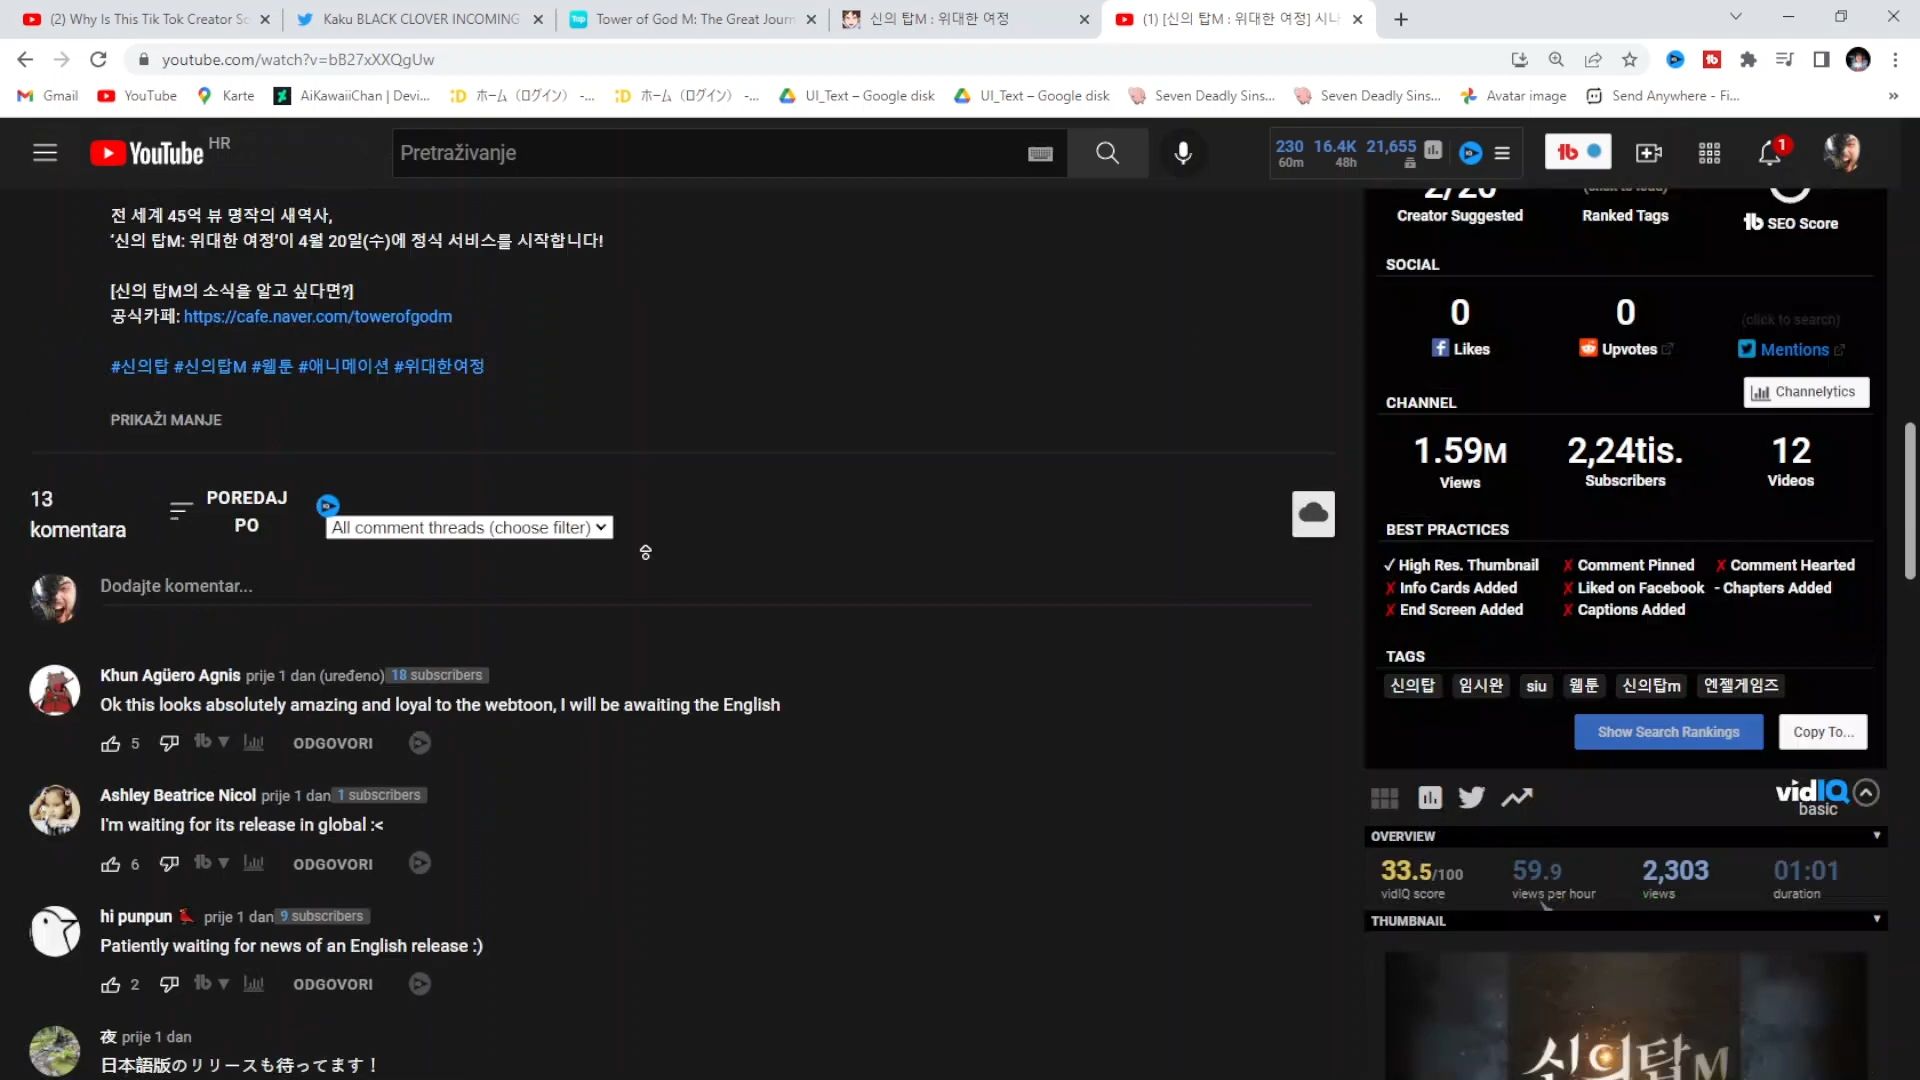 (2) Why Is This Tik Tok Creator Sc
Kaku BLACK CLOVER INCOMING
Tower of God M: The Great Journ
신의 탑M : 위대한 여정
(1) [신의 탑M : 위대한 여정] 시나
youtube.com/watch?v=bB27xXXQgUw
Gmail
YouTube
Karte
AiKawaiiChan | Devi...
ホーム（ログイン） -...
ホーム（ログイン） -...
UI_Text – Google disk
UI_Text – Google disk
Seven Deadly Sins...
Seven Deadly Sins...
Avatar image
Send Anywhere - Fi...
YouTube HR
Pretraživanje
230 16.4K 21,655
60m 48h
1
전 세계 45억 뷰 명작의 새역사,
'신의 탑M: 위대한 여정'이 4월 20일(수)에 정식 서비스를 시작합니다!
[신의 탑M의 소식을 알고 싶다면?]
공식카페: https://cafe.naver.com/towerofgodm
#신의탑 #신의탑M #웹툰 #애니메이션 #위대한여정
PRIKAŽI MANJE
13 komentara
POREDAJ PO
All comment threads (choose filter)
Dodajte komentar...
Khun Agüero Agnis prije 1 dan (uređeno) 18 subscribers
Ok this looks absolutely amazing and loyal to the webtoon, I will be awaiting the English
5 ODGOVORI
Ashley Beatrice Nicol prije 1 dan 1 subscribers
I'm waiting for its release in global :<
6 ODGOVORI
hi punpun prije 1 dan 9 subscribers
Patiently waiting for news of an English release :)
2 ODGOVORI
夜 prije 1 dan
日本語版のリリースも待ってます！
Creator Suggested
Ranked Tags
SEO Score
SOCIAL
0 0 (click to search)
Likes Upvotes Mentions
Channelytics
CHANNEL
1.59M 2,24tis. 12
Views Subscribers Videos
BEST PRACTICES
✓ High Res. Thumbnail ✗ Comment Pinned ✗ Comment Hearted
✗ Info Cards Added ✗ Liked on Facebook - Chapters Added
✗ End Screen Added ✗ Captions Added
TAGS
신의탑 임시완 siu 웹툰 신의탑m 엔젤게임즈
Show Search Rankings
Copy To...
vidIQ
basic
OVERVIEW
33.5/100 59.9 2,303 01:01
vidIQ score views per hour views duration
THUMBNAIL
신의탑M